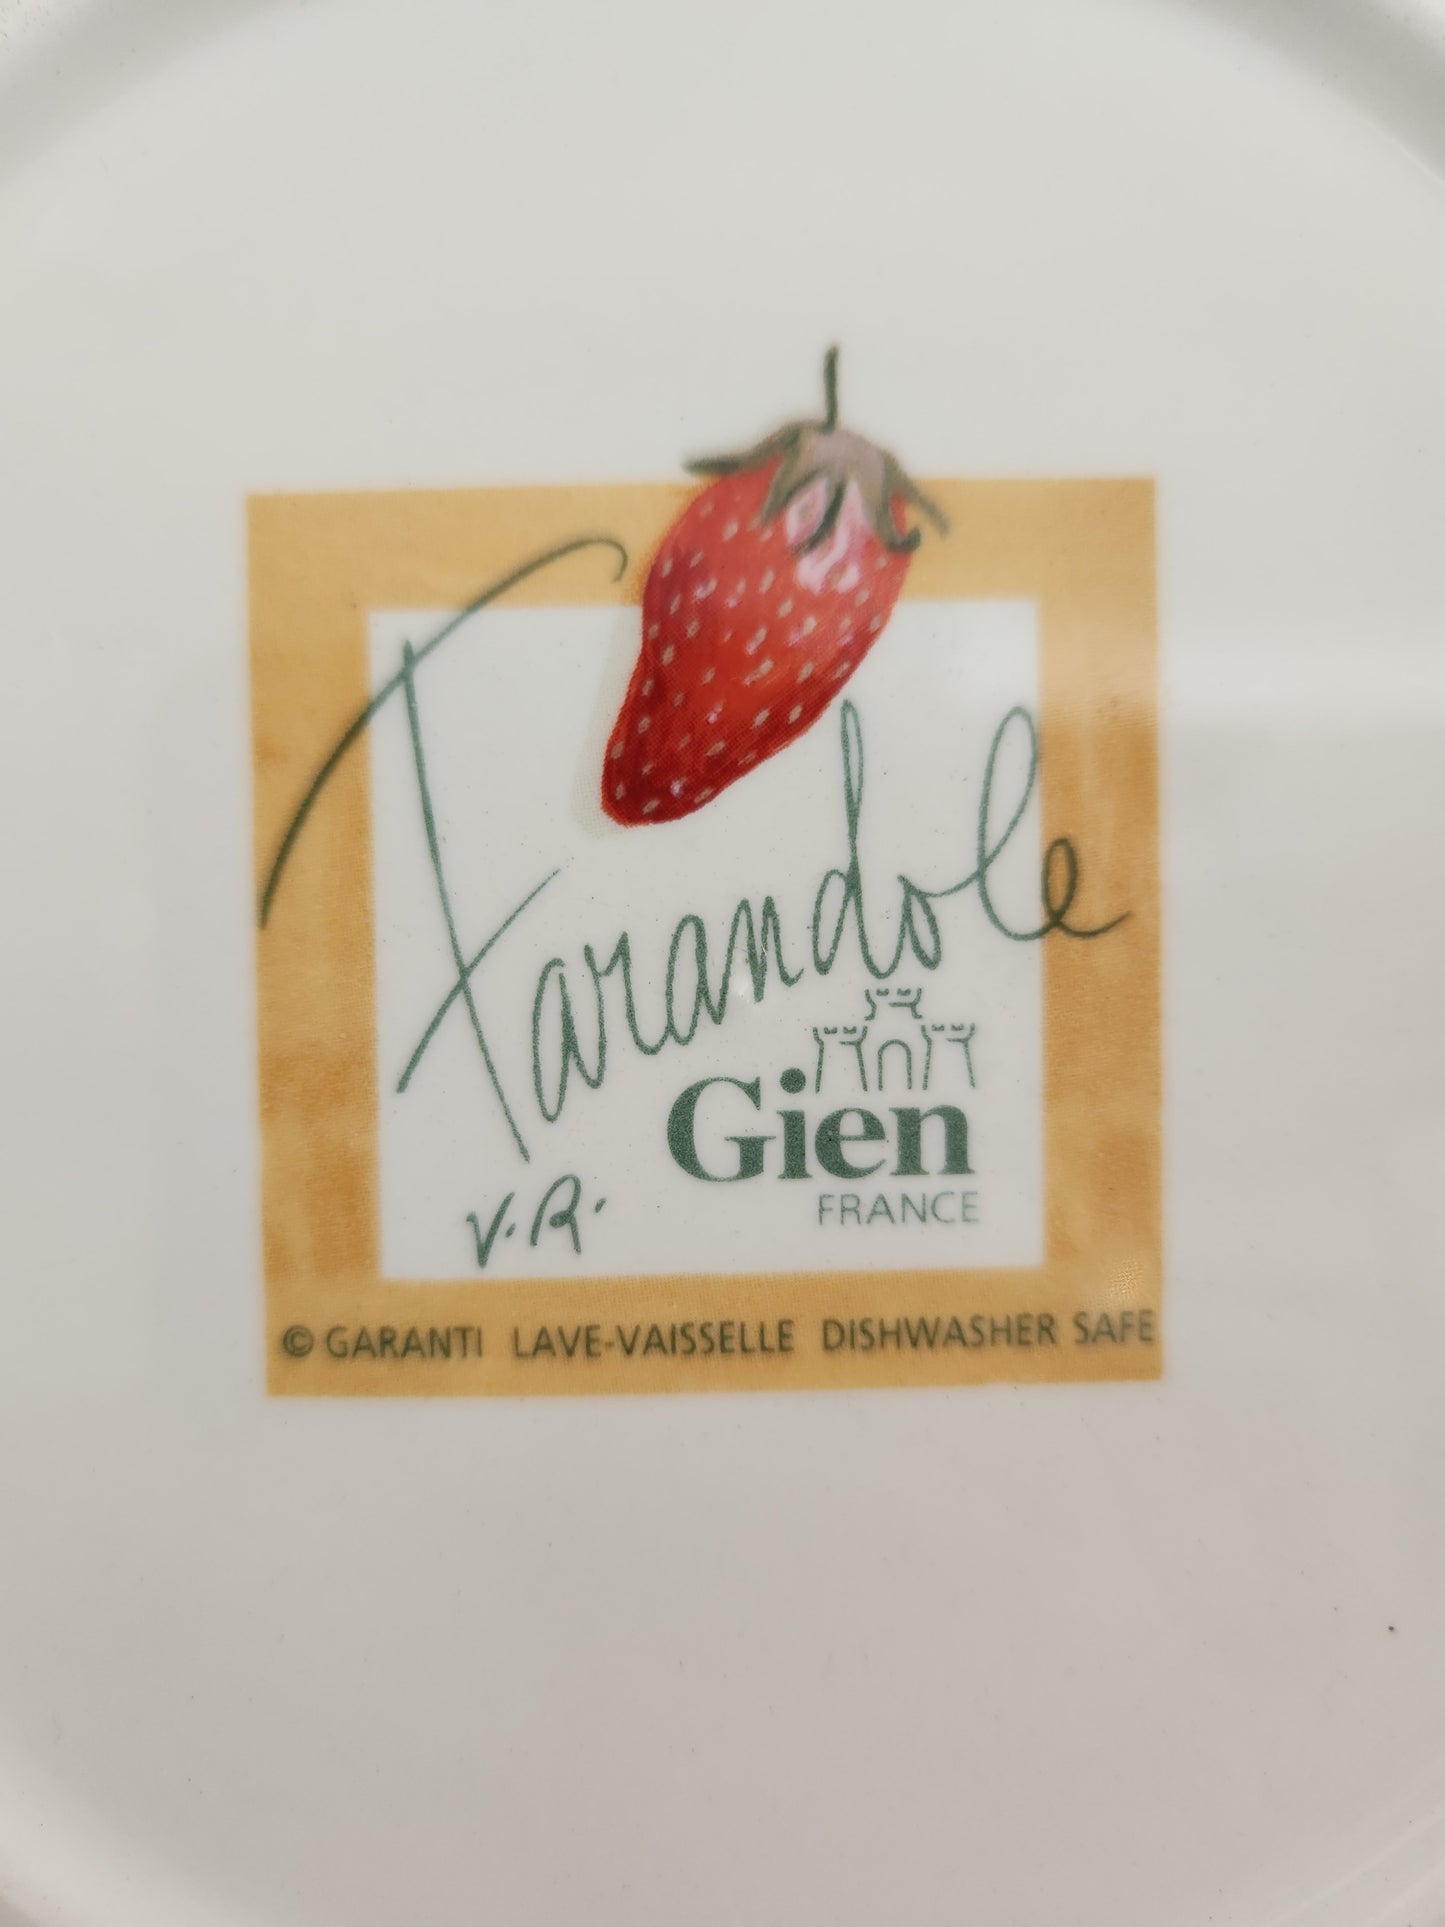 Farandole
Gien
FRANCE
V.R.
© GARANTI LAVE-VAISSELLE DISHWASHER SAFE